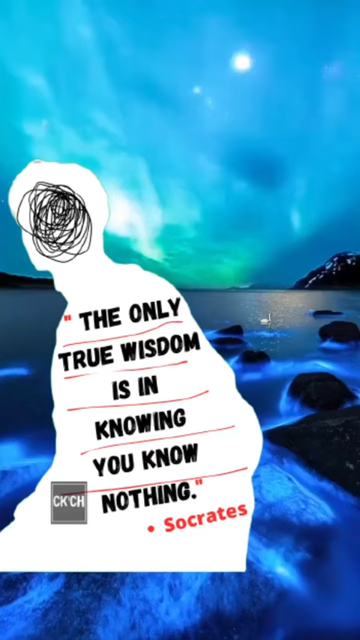 " THE ONLY
TRUE WISDOM
IS IN
KNOWING
YOU KNOW
NOTHING."
• Socrates
CK'CH